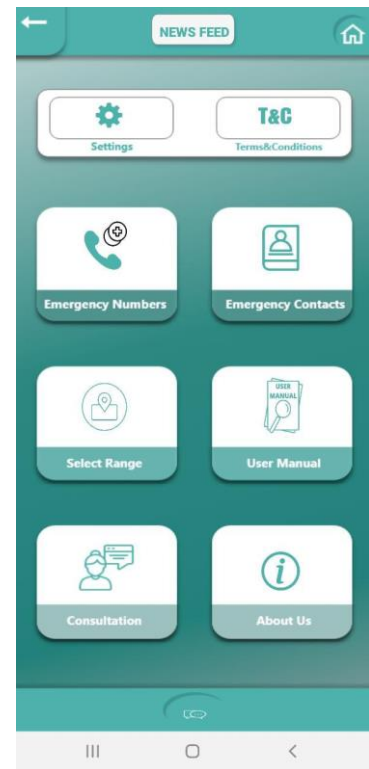 NEWS FEED
T&C
Settings
Terms&Conditions
Emergency Numbers
Emergency Contacts
USER
MANUAL
Select Range
User Manual
i
Consultation
About Us